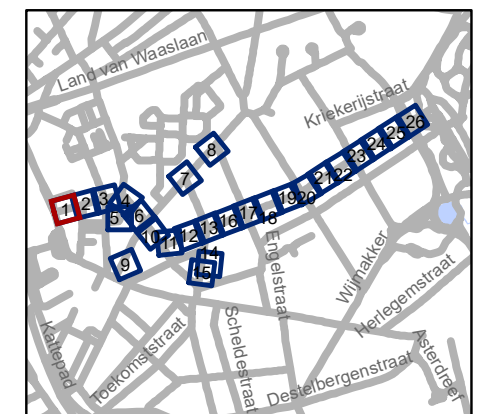 Land van Waaslaan
Kriekerijstraat
26
25
24
23
22
21
20
19
18
17
16
15
14
13
12
11
10
9
8
7
6
5
4
3
2
1
Engelstraat
Wijmakker
Herlegemstraat
Kattepad
Toekomststraat
Scheldestraat
Destelbergenstraat
Asterdreef